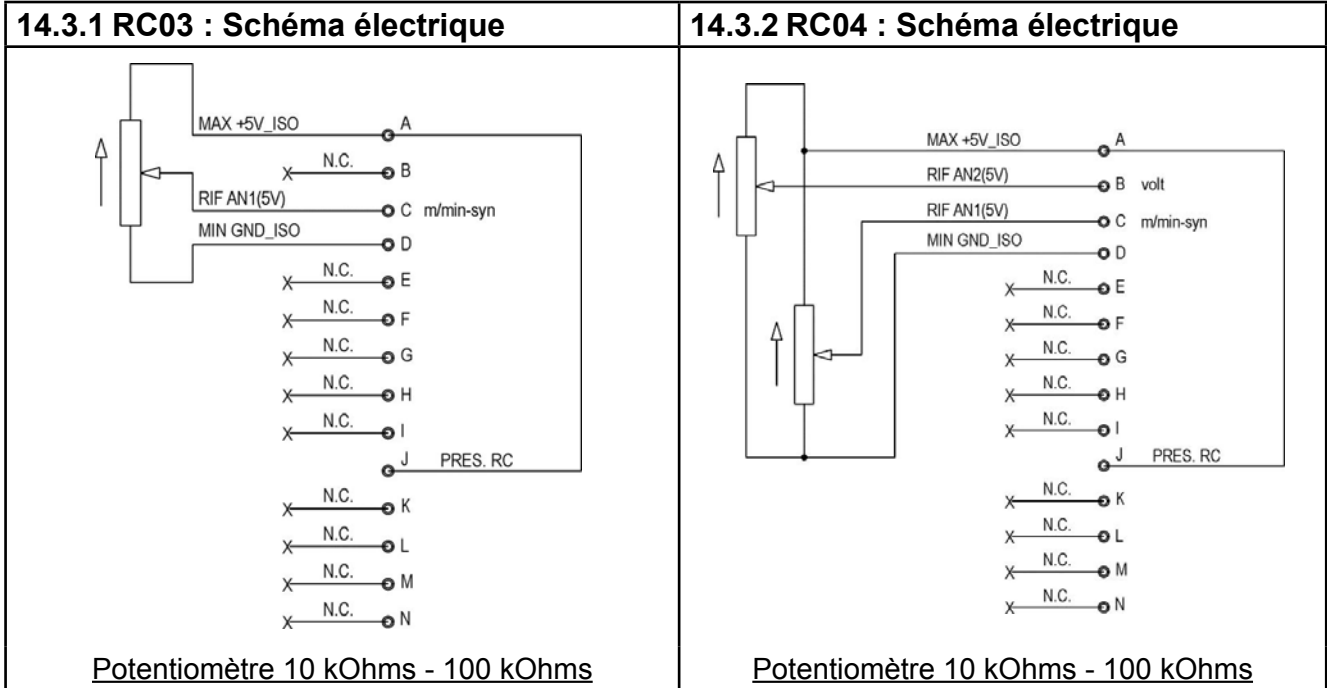 14.3.1 RC03 : Schéma électrique
MAX +5V_ISO A
N.C. B
RIF AN1(5V) C m/min-syn
MIN GND_ISO D
N.C. E
N.C. F
N.C. G
N.C. H
N.C. I
J PRES. RC
N.C. K
N.C. L
N.C. M
N.C. N
Potentiomètre 10 kOhms - 100 kOhms
14.3.2 RC04 : Schéma électrique
MAX +5V_ISO A
RIF AN2(5V) B volt
RIF AN1(5V) C m/min-syn
MIN GND_ISO D
N.C. E
N.C. F
N.C. G
N.C. H
N.C. I
J PRES. RC
N.C. K
N.C. L
N.C. M
N.C. N
Potentiomètre 10 kOhms - 100 kOhms